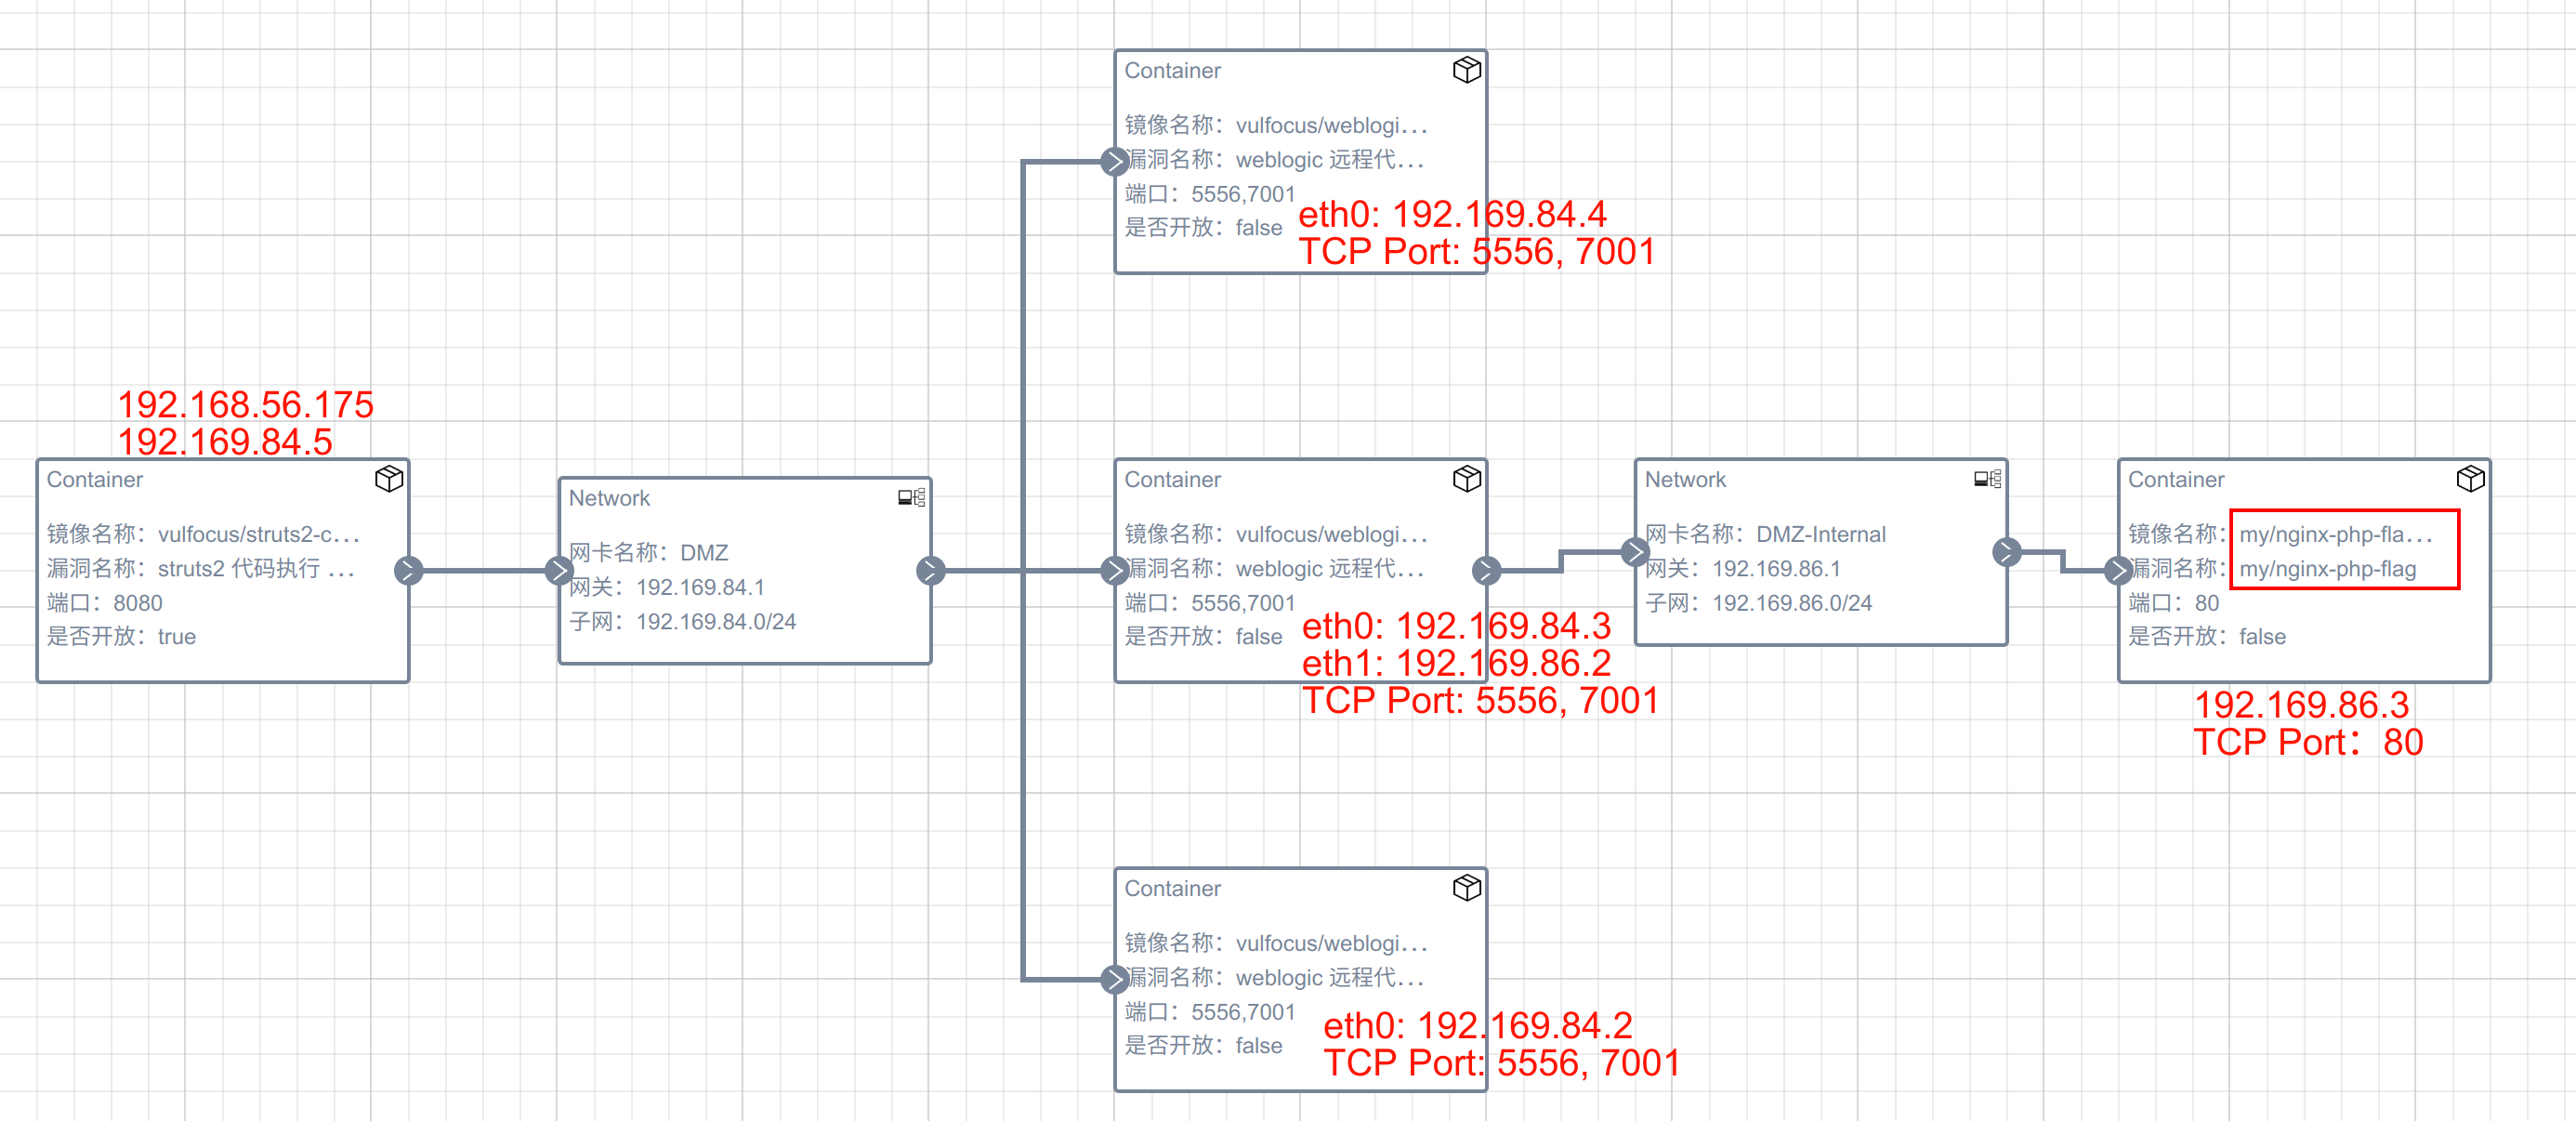 Container
镜像名称：vulfocus/weblogi...
漏洞名称：weblogic 远程代...
端口：5556,7001
是否开放：false
eth0: 192.169.84.4
TCP Port: 5556, 7001
192.168.56.175
192.169.84.5
Container
镜像名称：vulfocus/struts2-c...
漏洞名称：struts2 代码执行 ...
端口：8080
是否开放：true
Network
网卡名称：DMZ
网关：192.169.84.1
子网：192.169.84.0/24
Container
镜像名称：vulfocus/weblogi...
漏洞名称：weblogic 远程代...
端口：5556,7001
是否开放：false
eth0: 192.169.84.3
eth1: 192.169.86.2
TCP Port: 5556, 7001
Network
网卡名称：DMZ-Internal
网关：192.169.86.1
子网：192.169.86.0/24
Container
镜像名称：my/nginx-php-fla...
漏洞名称：my/nginx-php-flag
端口：80
是否开放：false
192.169.86.3
TCP Port：80
Container
镜像名称：vulfocus/weblogi...
漏洞名称：weblogic 远程代...
端口：5556,7001
是否开放：false
eth0: 192.169.84.2
TCP Port: 5556, 7001